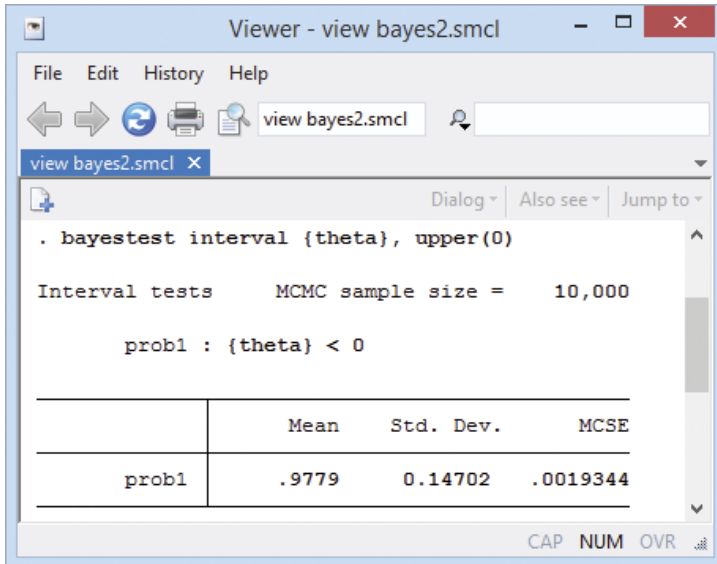 Viewer - view bayes2.smcl
File Edit History Help
view bayes2.smcl
view bayes2.smcl
Dialog Also see Jump to
. bayestest interval {theta}, upper(0)
Interval tests MCMC sample size = 10,000
prob1 : {theta} < 0
Mean Std. Dev. MCSE
prob1 .9779 0.14702 .0019344
CAP NUM OVR